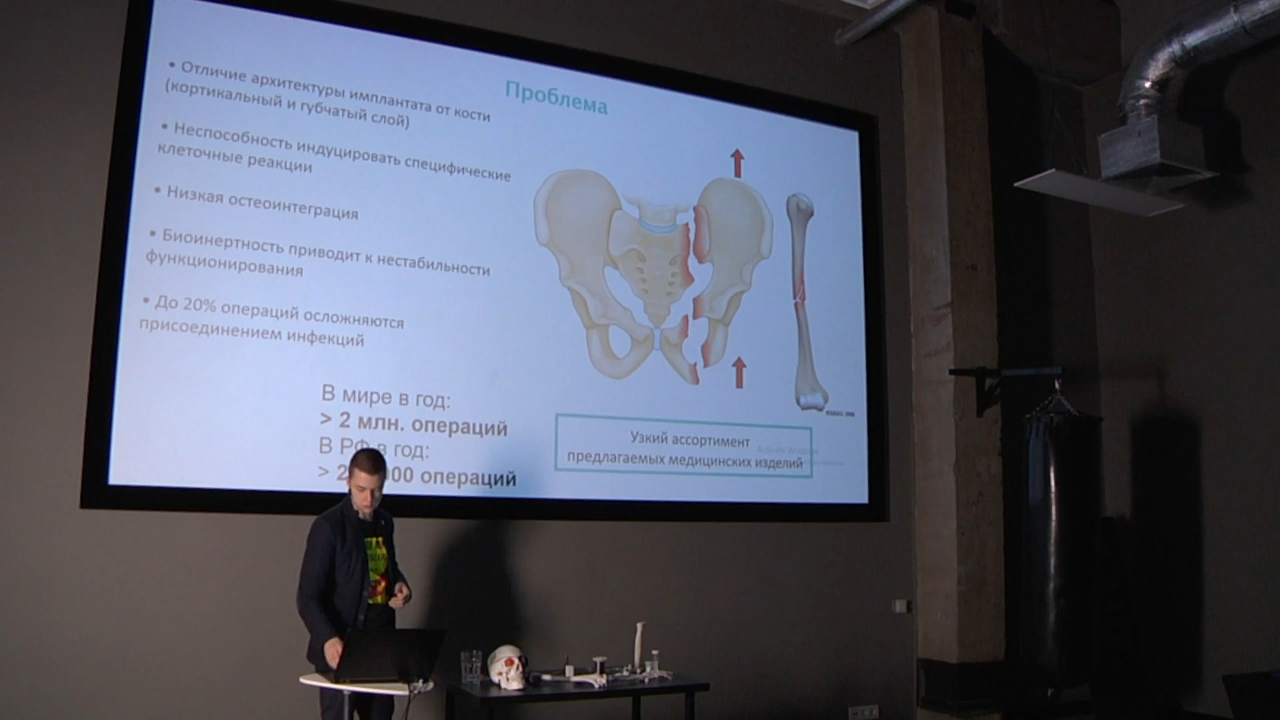 Проблема
• Отличие архитектуры имплантата от кости
(кортикальный и губчатый слой)
• Неспособность индуцировать специфические
клеточные реакции
• Низкая остеоинтеграция
• Биоинертность приводит к нестабильности
функционирования
• До 20% операций осложняются
присоединением инфекций
В мире в год:
> 2 млн. операций
В РФ в год:
операций
Узкий ассортимент
предлагаемых медицинских изделий